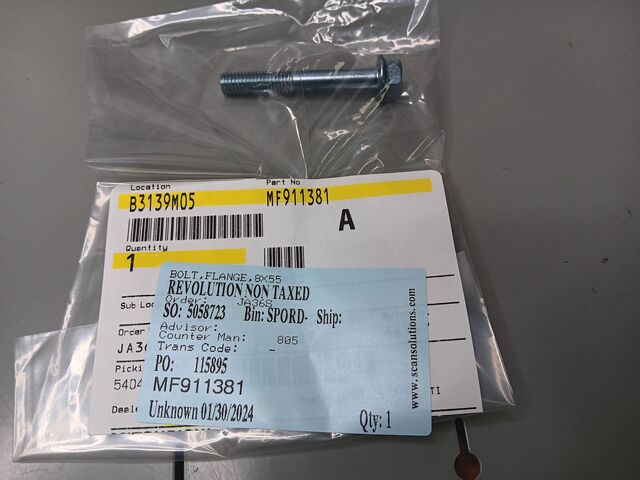 Location
Part No
B3139M05
MF911381
A
Quantity
1
BOLT,FLANGE,8X55
REVOLUTION NON TAXED
Order: JA36S
SO: 5058723 Bin: SPORD- Ship:
Advisor:
Counter Man: 805
Trans Code: -
PO: 115895
MF911381
Unknown 01/30/2024
Qty: 1
www.scansolutions.com
Sub Loc
Order
JA36
Picki
5404
Deale
TI